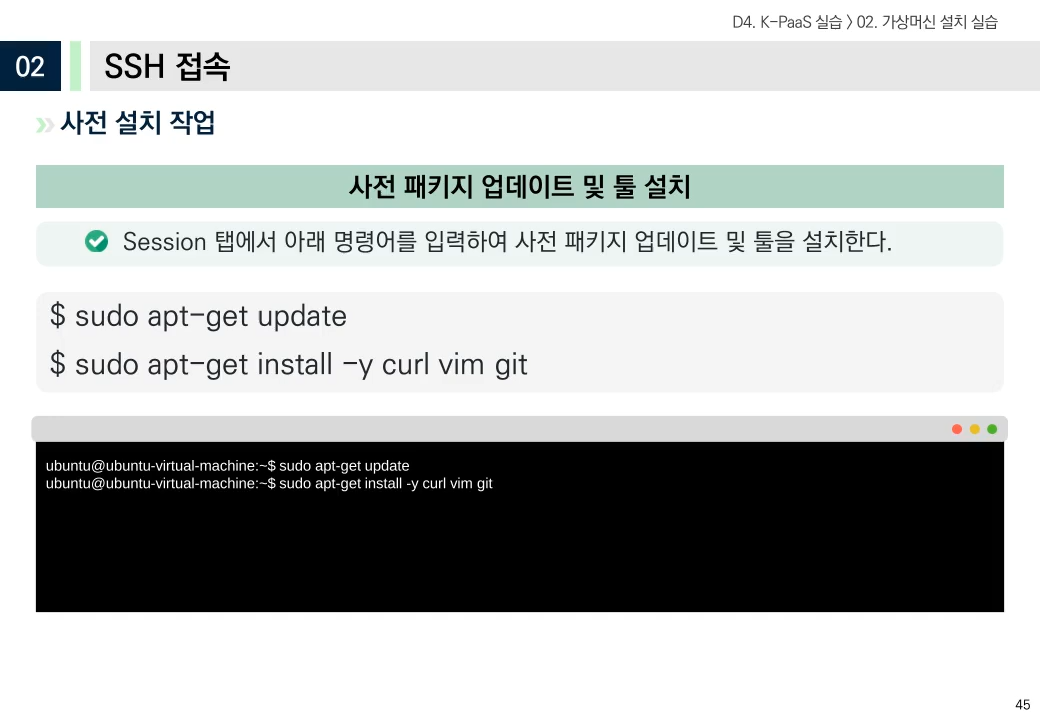 D4. K-PaaS 실습 > 02. 가상머신 설치 실습
02 SSH 접속
사전 설치 작업
사전 패키지 업데이트 및 툴 설치
Session 탭에서 아래 명령어를 입력하여 사전 패키지 업데이트 및 툴을 설치한다.
$ sudo apt-get update
$ sudo apt-get install -y curl vim git
ubuntu@ubuntu-virtual-machine:~$ sudo apt-get update
ubuntu@ubuntu-virtual-machine:~$ sudo apt-get install -y curl vim git
45